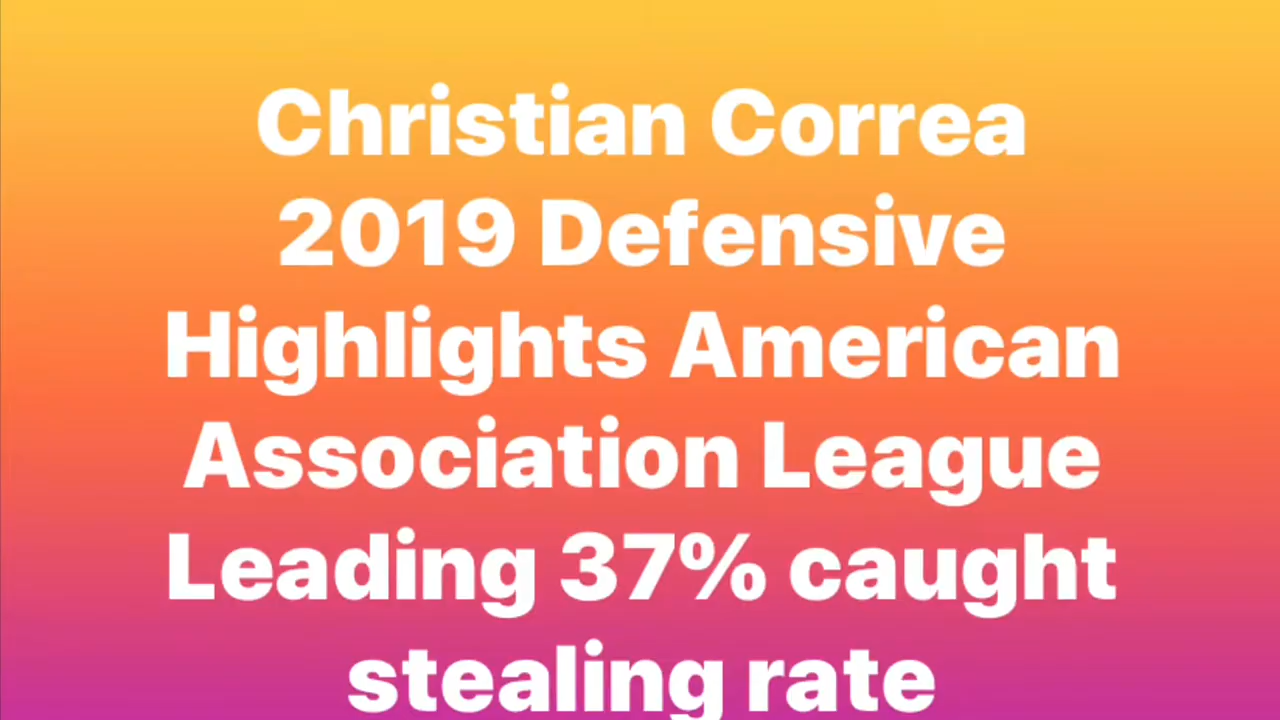 Christian Correa
2019 Defensive
Highlights American
Association League
Leading 37% caught
stealing rate